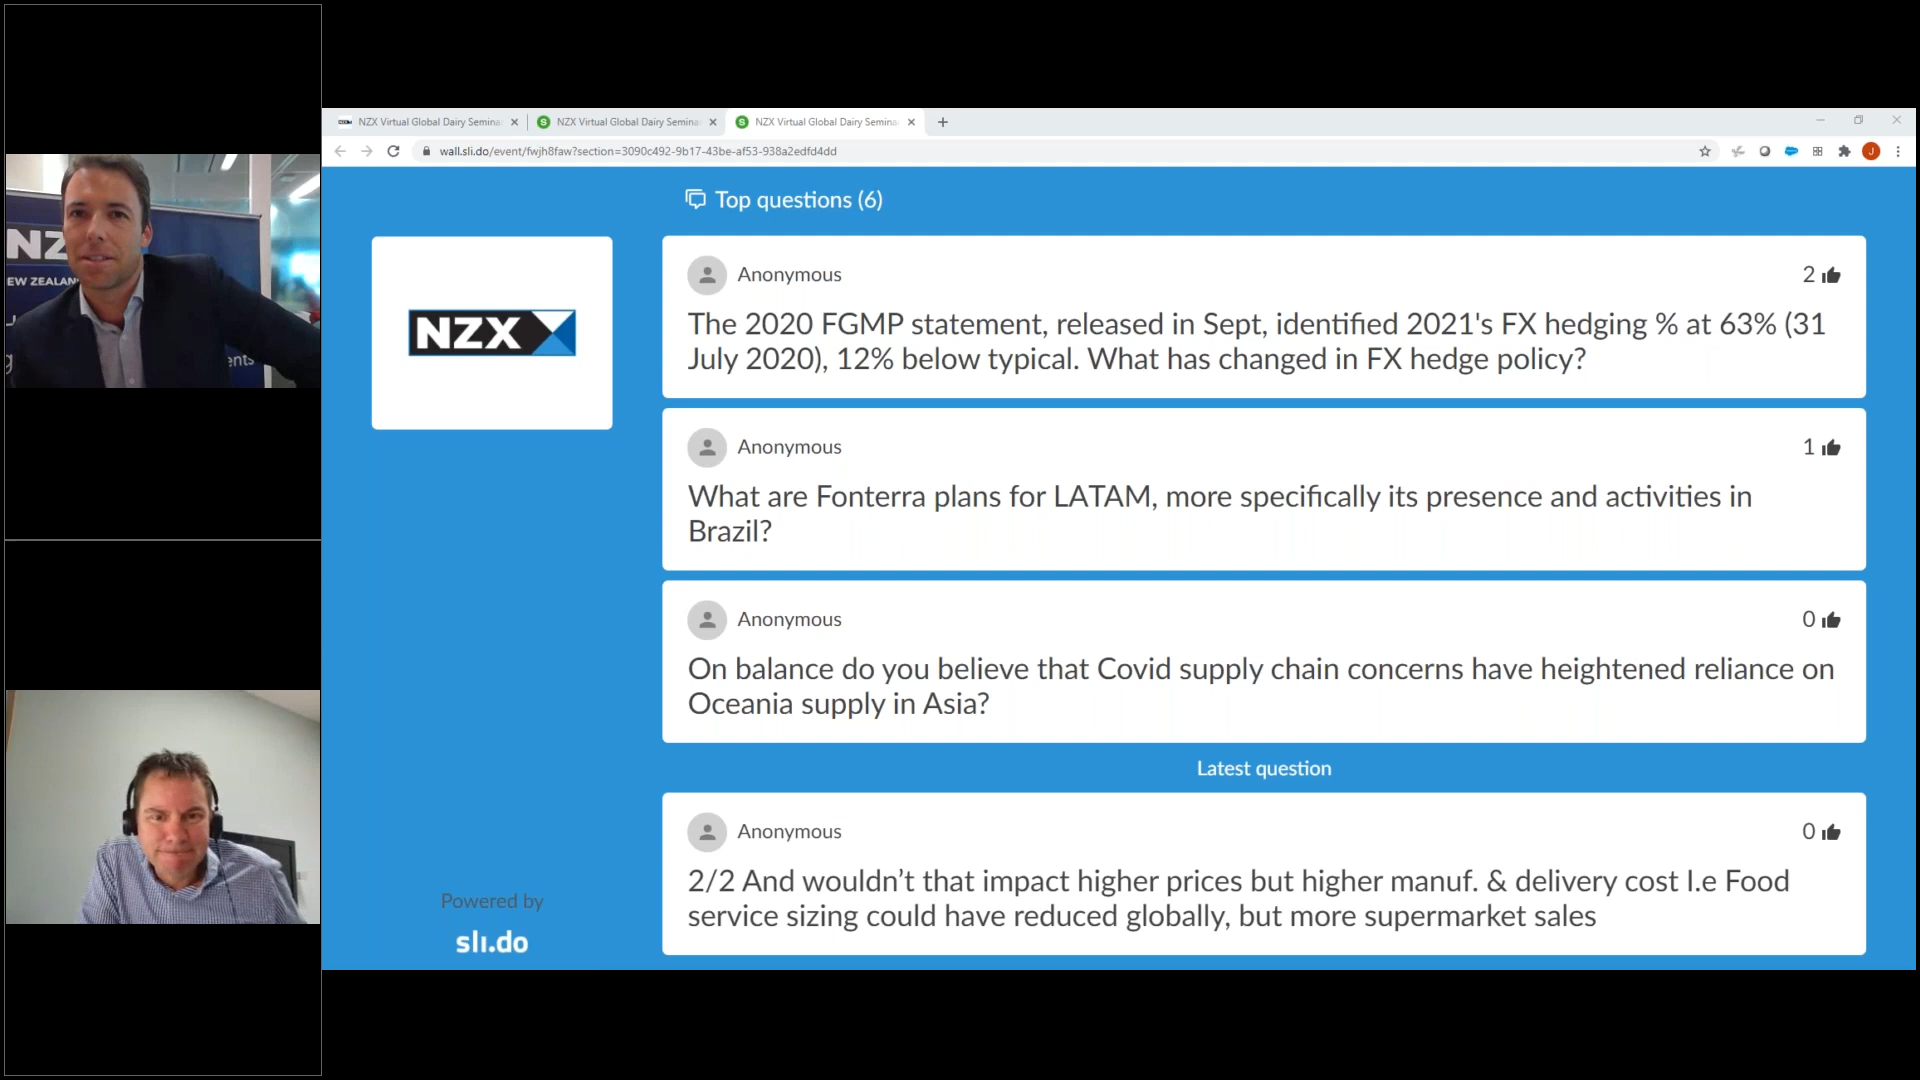 NZ
EW ZEALAN
ents
NZX Virtual Global Dairy Semina
NZX Virtual Global Dairy Semina
NZX Virtual Global Dairy Semina
wall.sli.do/event/fwjh8faw?section=3090c492-9b17-43be-af53-938a2edfd4dd
J
Top questions (6)
NZX
Anonymous
2
The 2020 FGMP statement, released in Sept, identified 2021's FX hedging % at 63% (31
July 2020), 12% below typical. What has changed in FX hedge policy?
Anonymous
1
What are Fonterra plans for LATAM, more specifically its presence and activities in
Brazil?
Anonymous
0
On balance do you believe that Covid supply chain concerns have heightened reliance on
Oceania supply in Asia?
Latest question
Anonymous
0
2/2 And wouldn’t that impact higher prices but higher manuf. & delivery cost I.e Food
service sizing could have reduced globally, but more supermarket sales
Powered by
sli.do